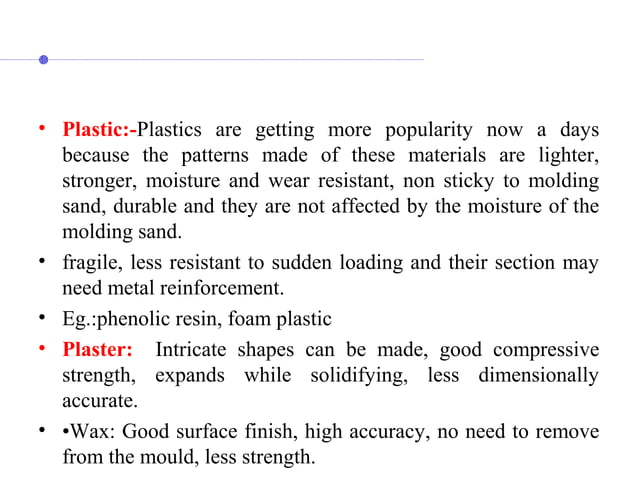 • Plastic:-Plastics are getting more popularity now a days
because the patterns made of these materials are lighter,
stronger, moisture and wear resistant, non sticky to molding
sand, durable and they are not affected by the moisture of the
molding sand.
• fragile, less resistant to sudden loading and their section may
need metal reinforcement.
• Eg.:phenolic resin, foam plastic
• Plaster: Intricate shapes can be made, good compressive
strength, expands while solidifying, less dimensionally
accurate.
• •Wax: Good surface finish, high accuracy, no need to remove
from the mould, less strength.